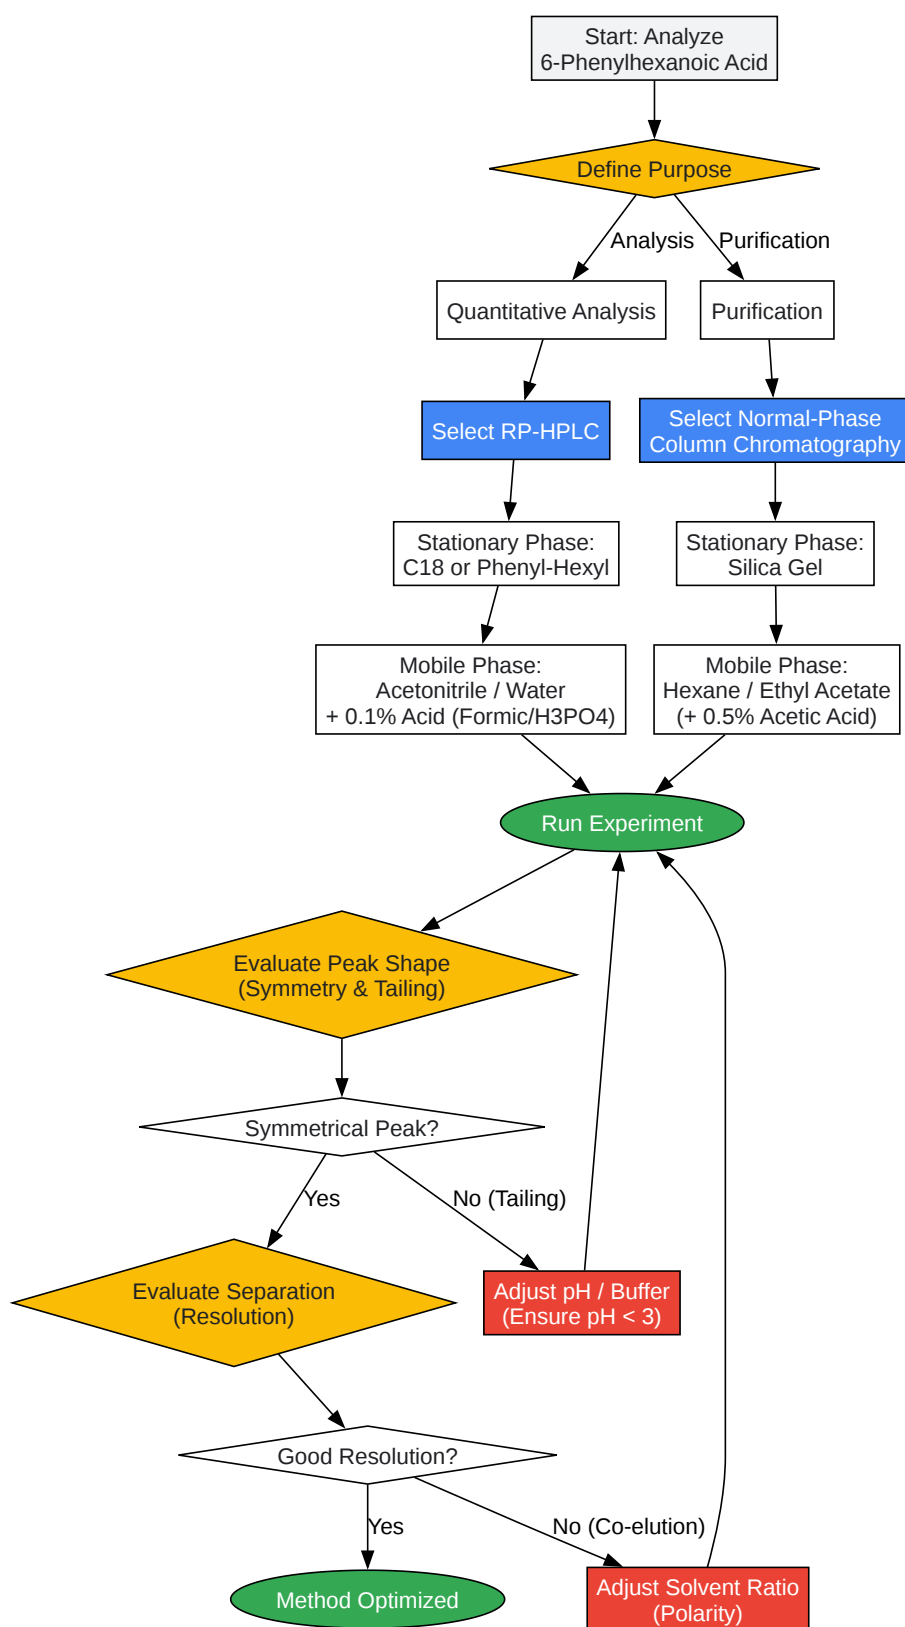 Start: Analyze
6-Phenylhexanoic Acid
Define Purpose
Analysis
Purification
Quantitative Analysis
Purification
Select RP-HPLC
Select Normal-Phase
Column Chromatography
Stationary Phase:
C18 or Phenyl-Hexyl
Stationary Phase:
Silica Gel
Mobile Phase:
Acetonitrile / Water
+ 0.1% Acid (Formic/H3PO4)
Mobile Phase:
Hexane / Ethyl Acetate
(+ 0.5% Acetic Acid)
Run Experiment
Evaluate Peak Shape
(Symmetry & Tailing)
Symmetrical Peak?
Yes
No (Tailing)
Evaluate Separation
(Resolution)
Adjust pH / Buffer
(Ensure pH < 3)
Good Resolution?
Yes
No (Co-elution)
Method Optimized
Adjust Solvent Ratio
(Polarity)